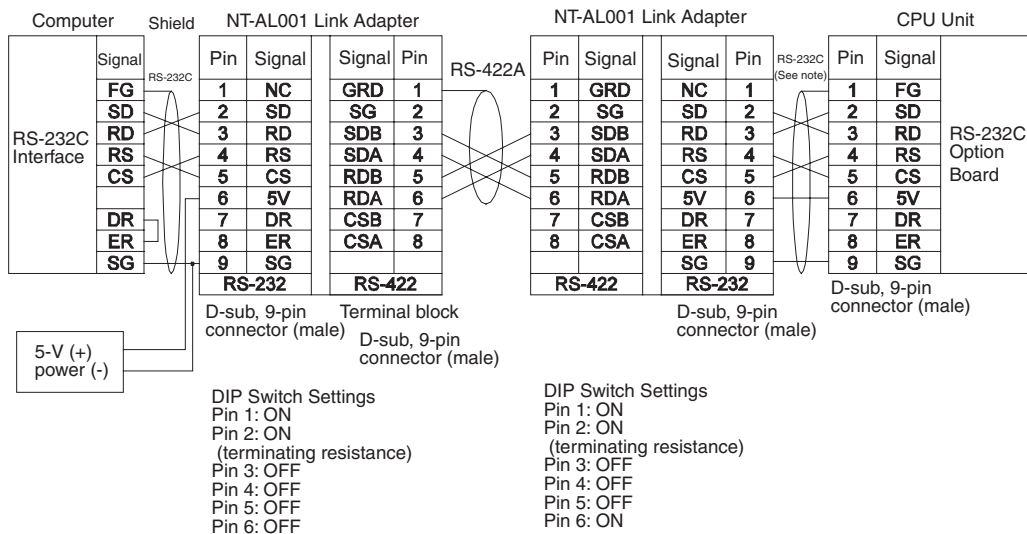 Computer
Shield
NT-AL001 Link Adapter
NT-AL001 Link Adapter
CPU Unit
RS-232C
Interface
Signal
FG
SD
RD
RS
CS
DR
ER
SG
RS-232C
Pin Signal
1 NC
2 SD
3 RD
4 RS
5 CS
6 5V
7 DR
8 ER
9 SG
RS-232
Signal Pin
GRD 1
SG 2
SDB 3
SDA 4
RDB 5
RDA 6
CSB 7
CSA 8
RS-422
RS-422A
Pin Signal
1 GRD
2 SG
3 SDB
4 SDA
5 RDB
6 RDA
7 CSB
8 CSA
RS-422
Signal Pin
NC 1
SD 2
RD 3
RS 4
CS 5
5V 6
DR 7
ER 8
SG 9
RS-232
RS-232C
(See note)
Pin Signal
1 FG
2 SD
3 RD
4 RS
5 CS
6 5V
7 DR
8 ER
9 SG
RS-232C
Option
Board
D-sub, 9-pin
connector (male)
Terminal block
D-sub, 9-pin
connector (male)
D-sub, 9-pin
connector (male)
D-sub, 9-pin
connector (male)
5-V (+)
power (-)
DIP Switch Settings
Pin 1: ON
Pin 2: ON
(terminating resistance)
Pin 3: OFF
Pin 4: OFF
Pin 5: OFF
Pin 6: OFF
DIP Switch Settings
Pin 1: ON
Pin 2: ON
(terminating resistance)
Pin 3: OFF
Pin 4: OFF
Pin 5: OFF
Pin 6: ON